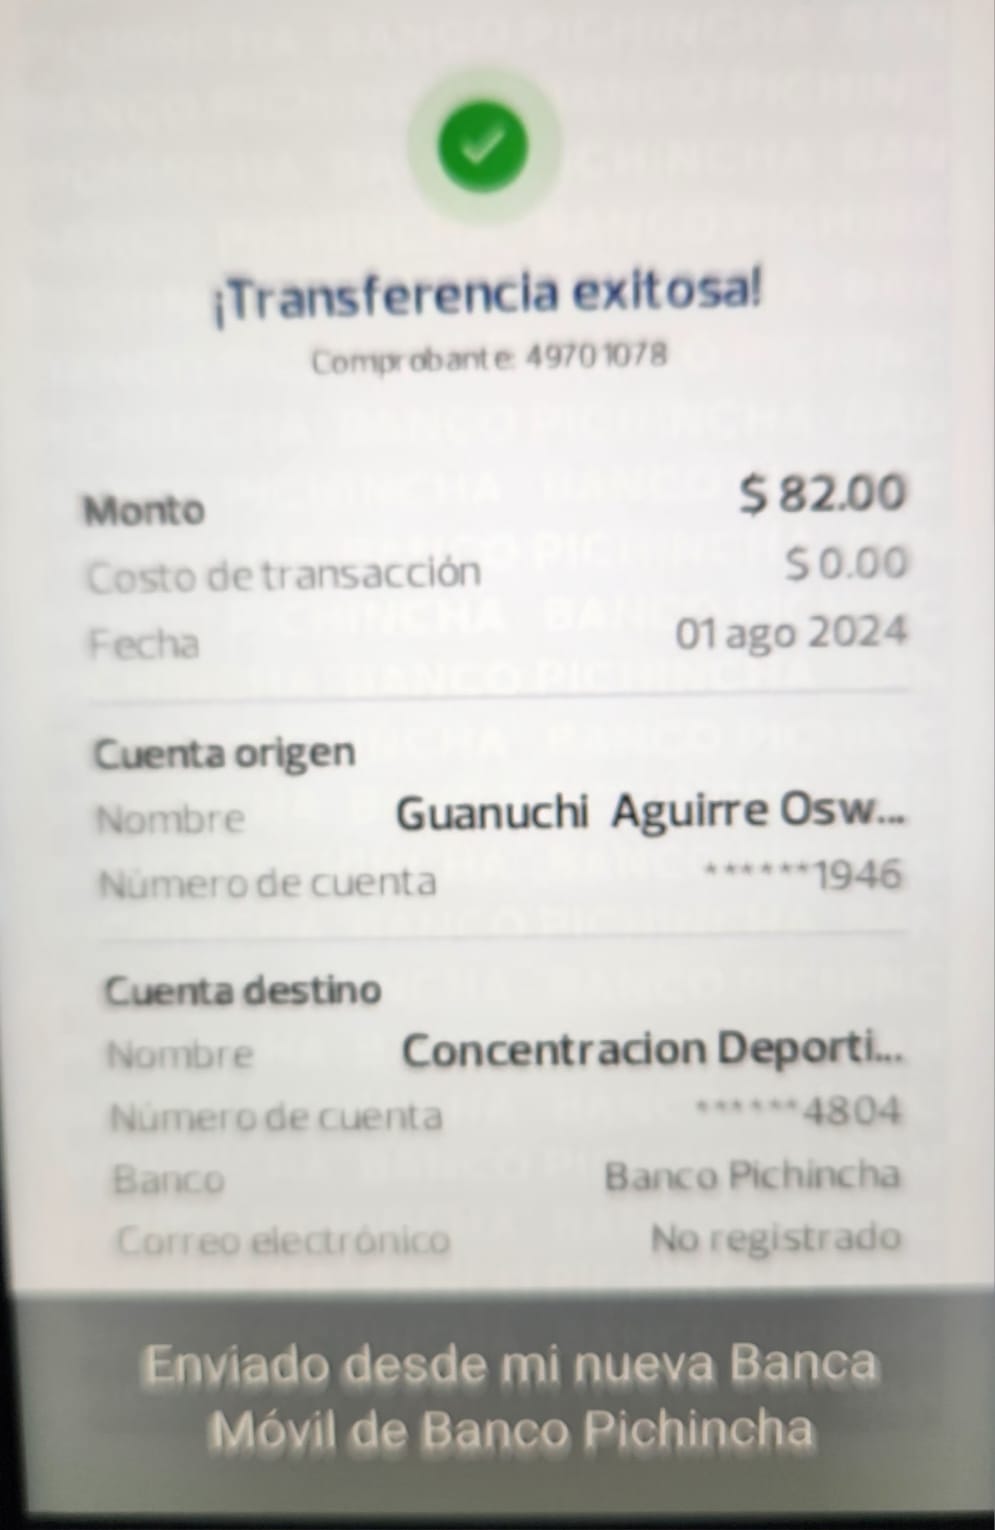 ¡Transferencia exitosa!
Comprobante: 49701078
Monto $ 82.00
Costo de transacción $ 0.00
Fecha 01 ago 2024
Cuenta origen
Nombre Guanuchi Aguirre Osw...
Número de cuenta ******1946
Cuenta destino
Nombre Concentracion Deporti...
Número de cuenta ******4804
Banco Banco Pichincha
Correo electrónico No registrado
Enviado desde mi nueva Banca
Móvil de Banco Pichincha